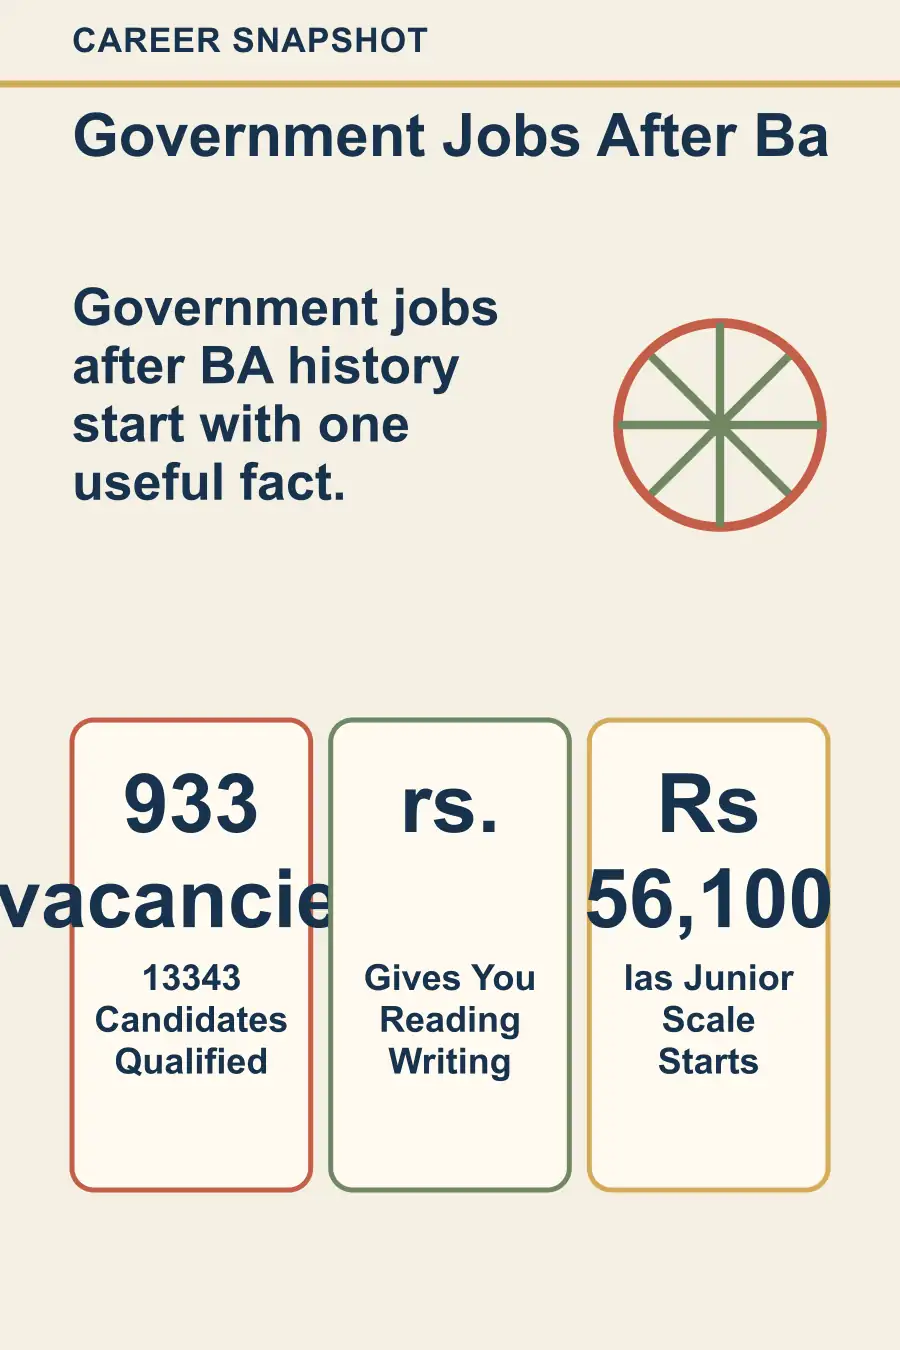 CAREER SNAPSHOT
Government Jobs After Ba
Government jobs
after BA history
start with one
useful fact.
933
vacancie
13343
Candidates
Qualified
rs.
Gives You
Reading
Writing
Rs
56,100
Ias Junior
Scale
Starts